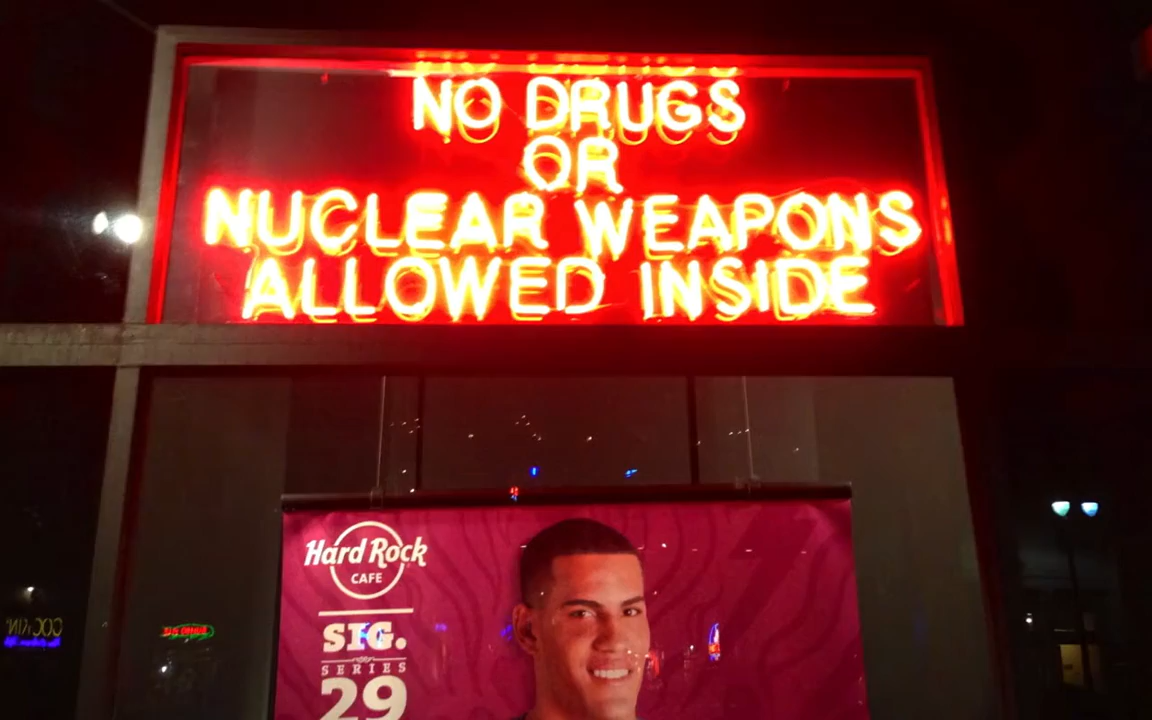 NO DRUGS
OR
NUCLEAR WEAPONS
ALLOWED INSIDE
Hard Rock
CAFE
SIG.
SERIES
29